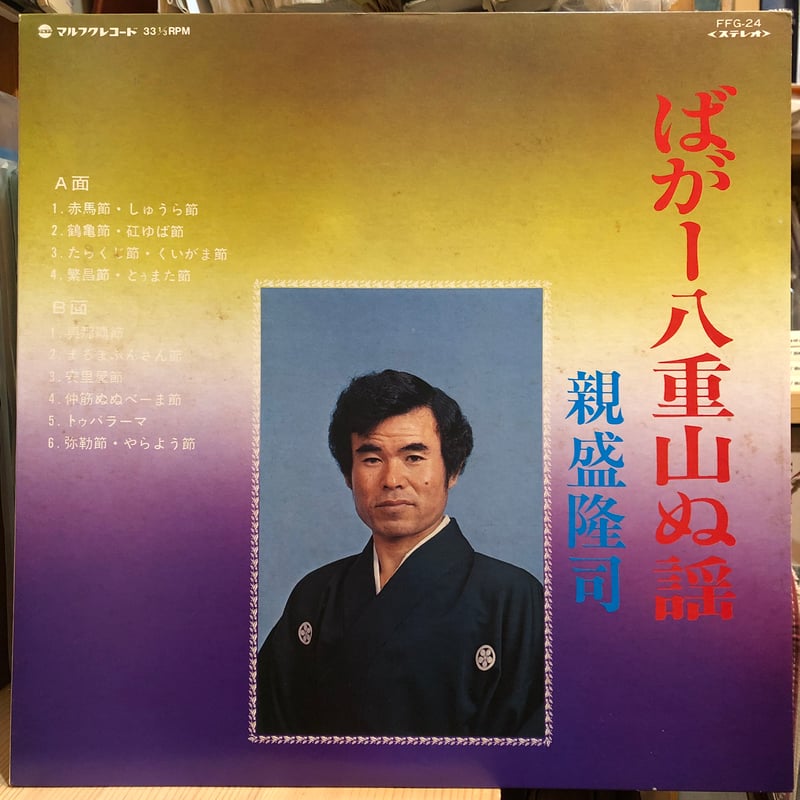 マルフクレコード 33⅓RPM
FFG-24
<ステレオ>
ばがー八重山ぬ謡
親盛隆司
A面
1.赤馬節・しゅうら節
2.鶴亀節・矼ゆば節
3.たらくじ節・くいがま節
4.繁昌節・とぅまた節
B面
1.
2.まるまぶんさん節
3.安里屋節
4.仲筋ぬぬべーま節
5.トゥバラーマ
6.弥勒節・やらよう節